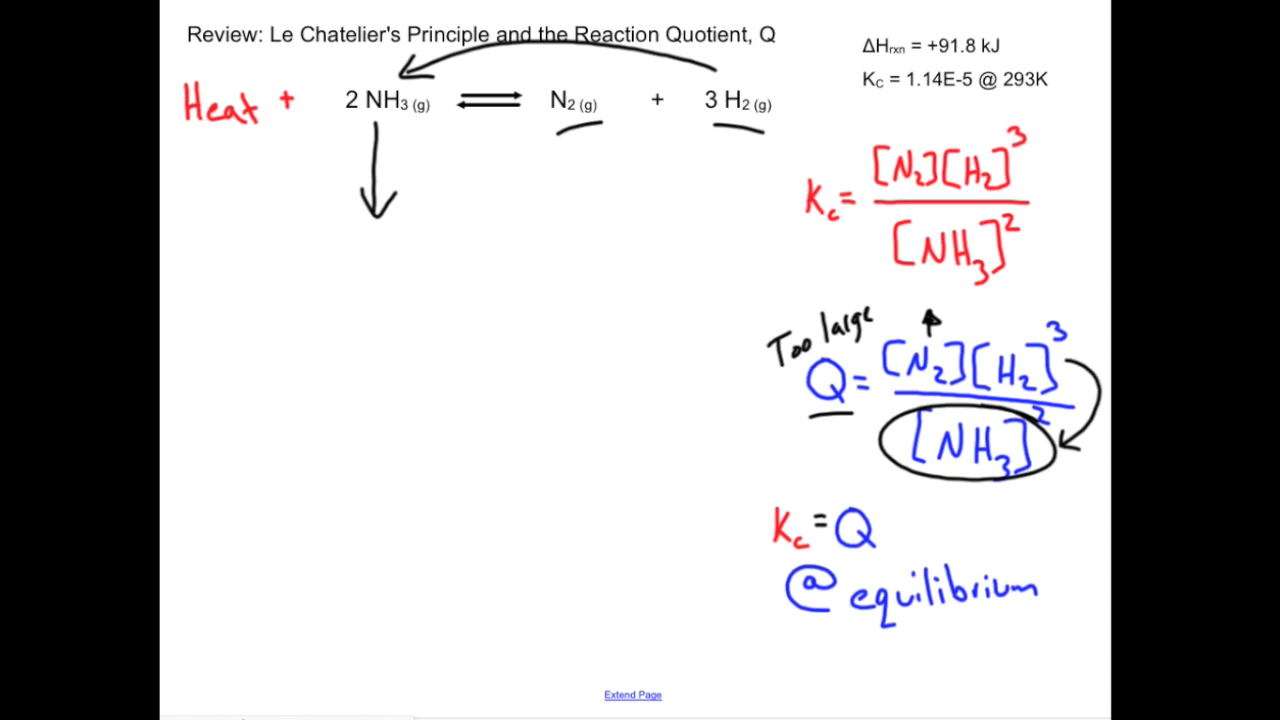 Review: Le Chatelier's Principle and the Reaction Quotient, Q
ΔHrxn = +91.8 kJ
Kc = 1.14E-5 @ 293K
Heat + 2 NH3 (g) ⇌ N2 (g) + 3 H2 (g)
Kc = [N2][H2]^3 / [NH3]^2
Too large
Q = [N2][H2]^3 / [NH3]^2
Kc = Q
@ equilibrium
Extend Page